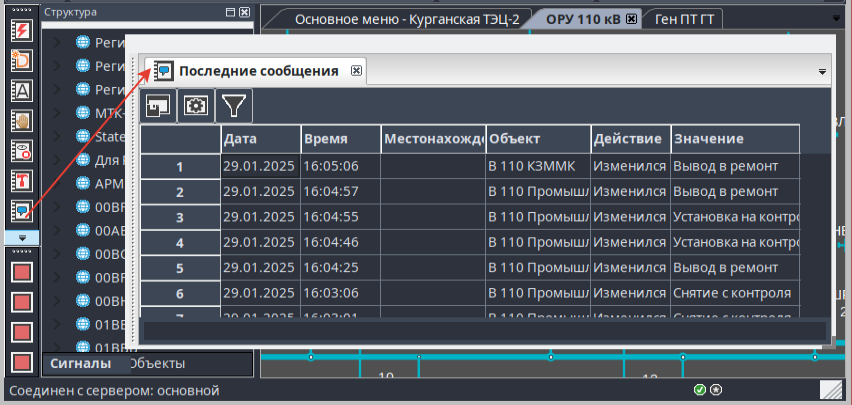 Структура
Основное меню - Курганская ТЭЦ-2
ОРУ 110 кВ
Ген ПТ ГТ
Реги
Реги
Реги
МТК-
State
Для
АРМ
00BF
00AE
00BC
00BF
00BH
01BE
01BB
Последние сообщения
Дата Время Местонахожде Объект Действие Значение
1 29.01.2025 16:05:06 В 110 КЗММК Изменился Вывод в ремонт
2 29.01.2025 16:04:57 В 110 Промышл Изменился Вывод в ремонт
3 29.01.2025 16:04:55 В 110 Промышл Изменился Установка на контро
4 29.01.2025 16:04:46 В 110 Промышл Изменился Установка на контро
5 29.01.2025 16:04:25 В 110 Промышл Изменился Вывод в ремонт
6 29.01.2025 16:03:06 В 110 Промышл Изменился Снятие с контроля
7 29.01.2025 16:03:01 В 110 Промышл Изменился Снятие с контроля
Сигналы Объекты
Соединен с сервером: основной